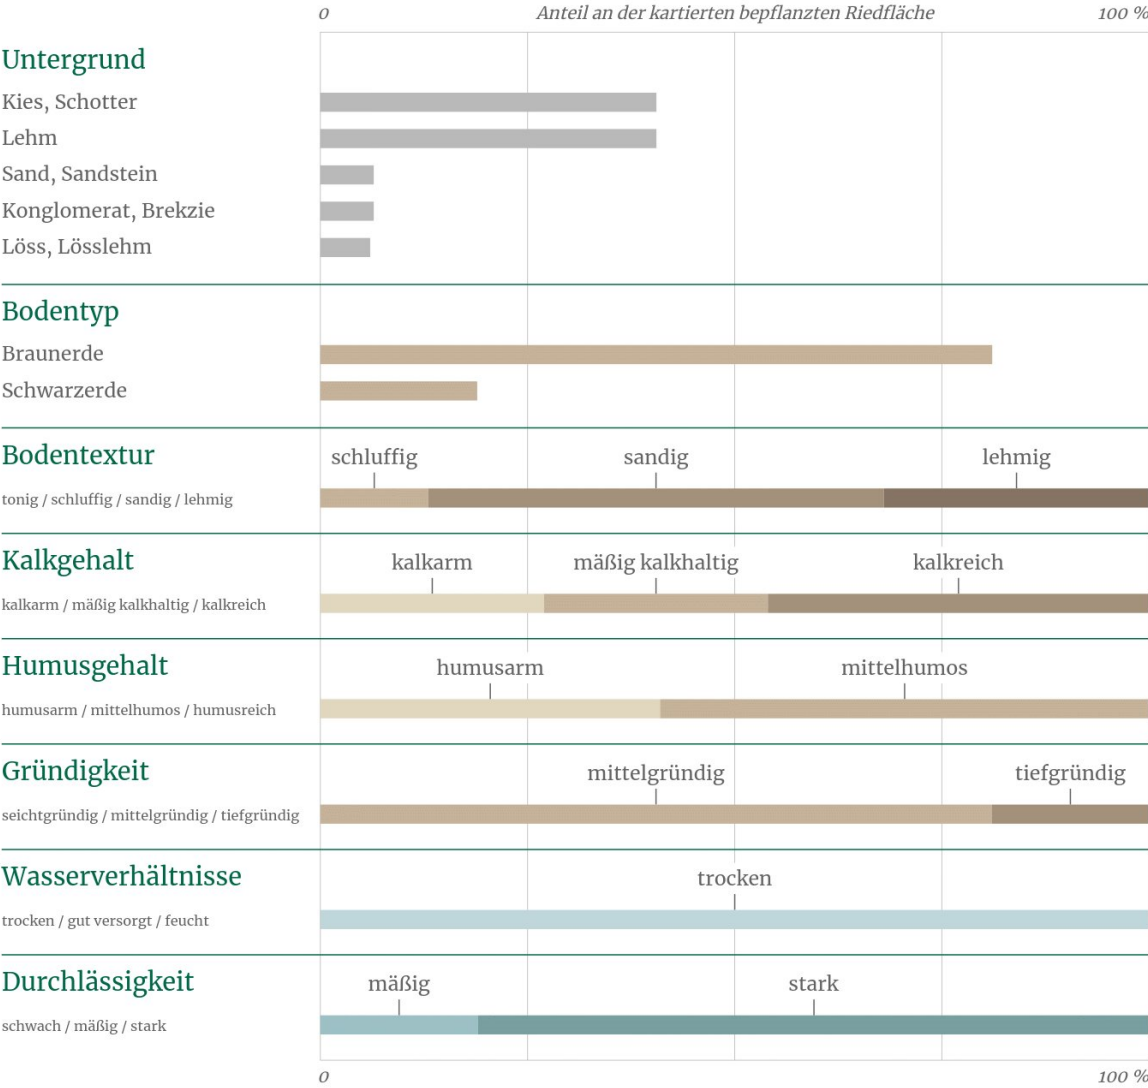 0 Anteil an der kartierten bepflanzten Riedfläche 100 %
Untergrund
Kies, Schotter
Lehm
Sand, Sandstein
Konglomerat, Brekzie
Löss, Lösslehm
Bodentyp
Braunerde
Schwarzerde
Bodentextur
schluffig sandig lehmig
tonig / schluffig / sandig / lehmig
Kalkgehalt
kalkarm mäßig kalkhaltig kalkreich
kalkarm / mäßig kalkhaltig / kalkreich
Humusgehalt
humusarm mittelhumos
humusarm / mittelhumos / humusreich
Gründigkeit
mittelgründig tiefgründig
seichtgründig / mittelgründig / tiefgründig
Wasserverhältnisse
trocken
trocken / gut versorgt / feucht
Durchlässigkeit
mäßig stark
schwach / mäßig / stark
0 100 %